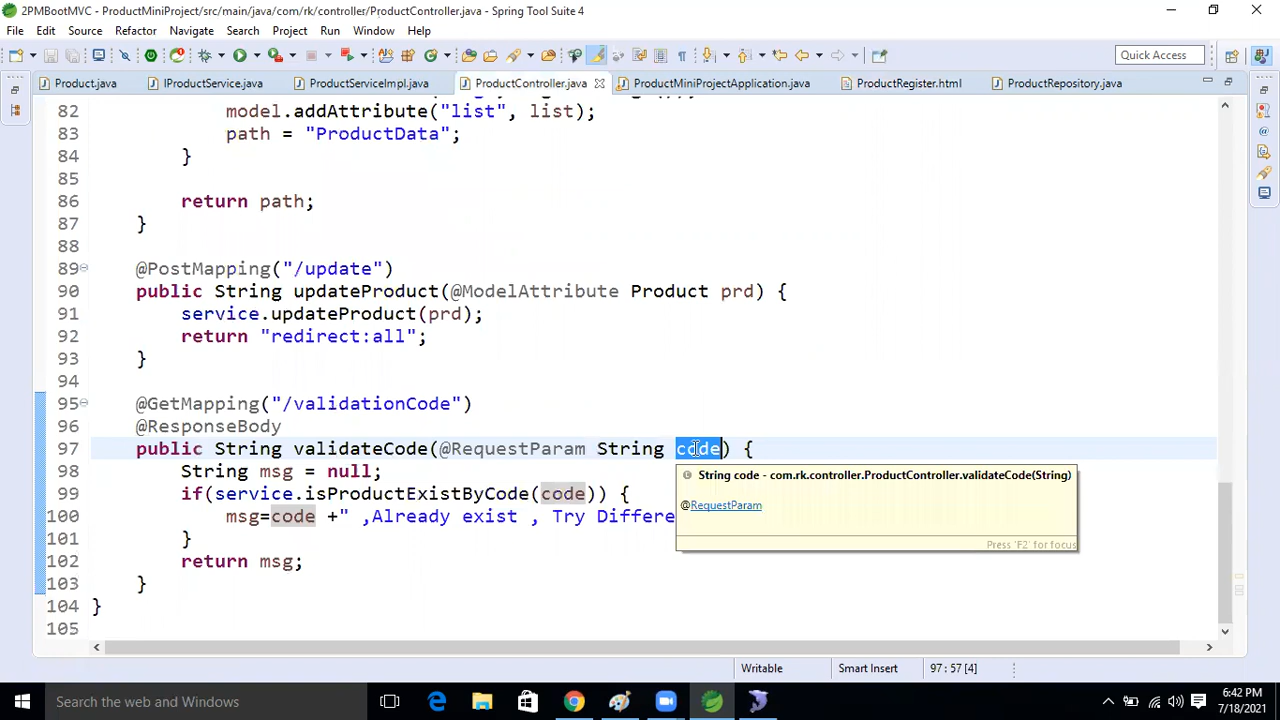 2PMBootMVC - ProductMiniProject/src/main/java/com/rk/controller/ProductController.java - Spring Tool Suite 4
File Edit Source Refactor Navigate Search Project Run Window Help
Quick Access
Product.java IProductService.java ProductServiceImpl.java ProductController.java ProductMiniProjectApplication.java ProductRegister.html ProductRepository.java
82 model.addAttribute("list", list);
83 path = "ProductData";
84 }
85
86 return path;
87 }
88
89 @PostMapping("/update")
90 public String updateProduct(@ModelAttribute Product prd) {
91 service.updateProduct(prd);
92 return "redirect:all";
93 }
94
95 @GetMapping("/validationCode")
96 @ResponseBody
97 public String validateCode(@RequestParam String code) {
98 String msg = null;
String code - com.rk.controller.ProductController.validateCode(String)
99 if(service.isProductExistByCode(code)) {
@RequestParam
100 msg=code +" ,Already exist , Try Differe
101 }
Press 'F2' for focus
102 return msg;
103 }
104 }
105
Writable Smart Insert 97 : 57 [4]
Search the web and Windows
6:42 PM
7/18/2021